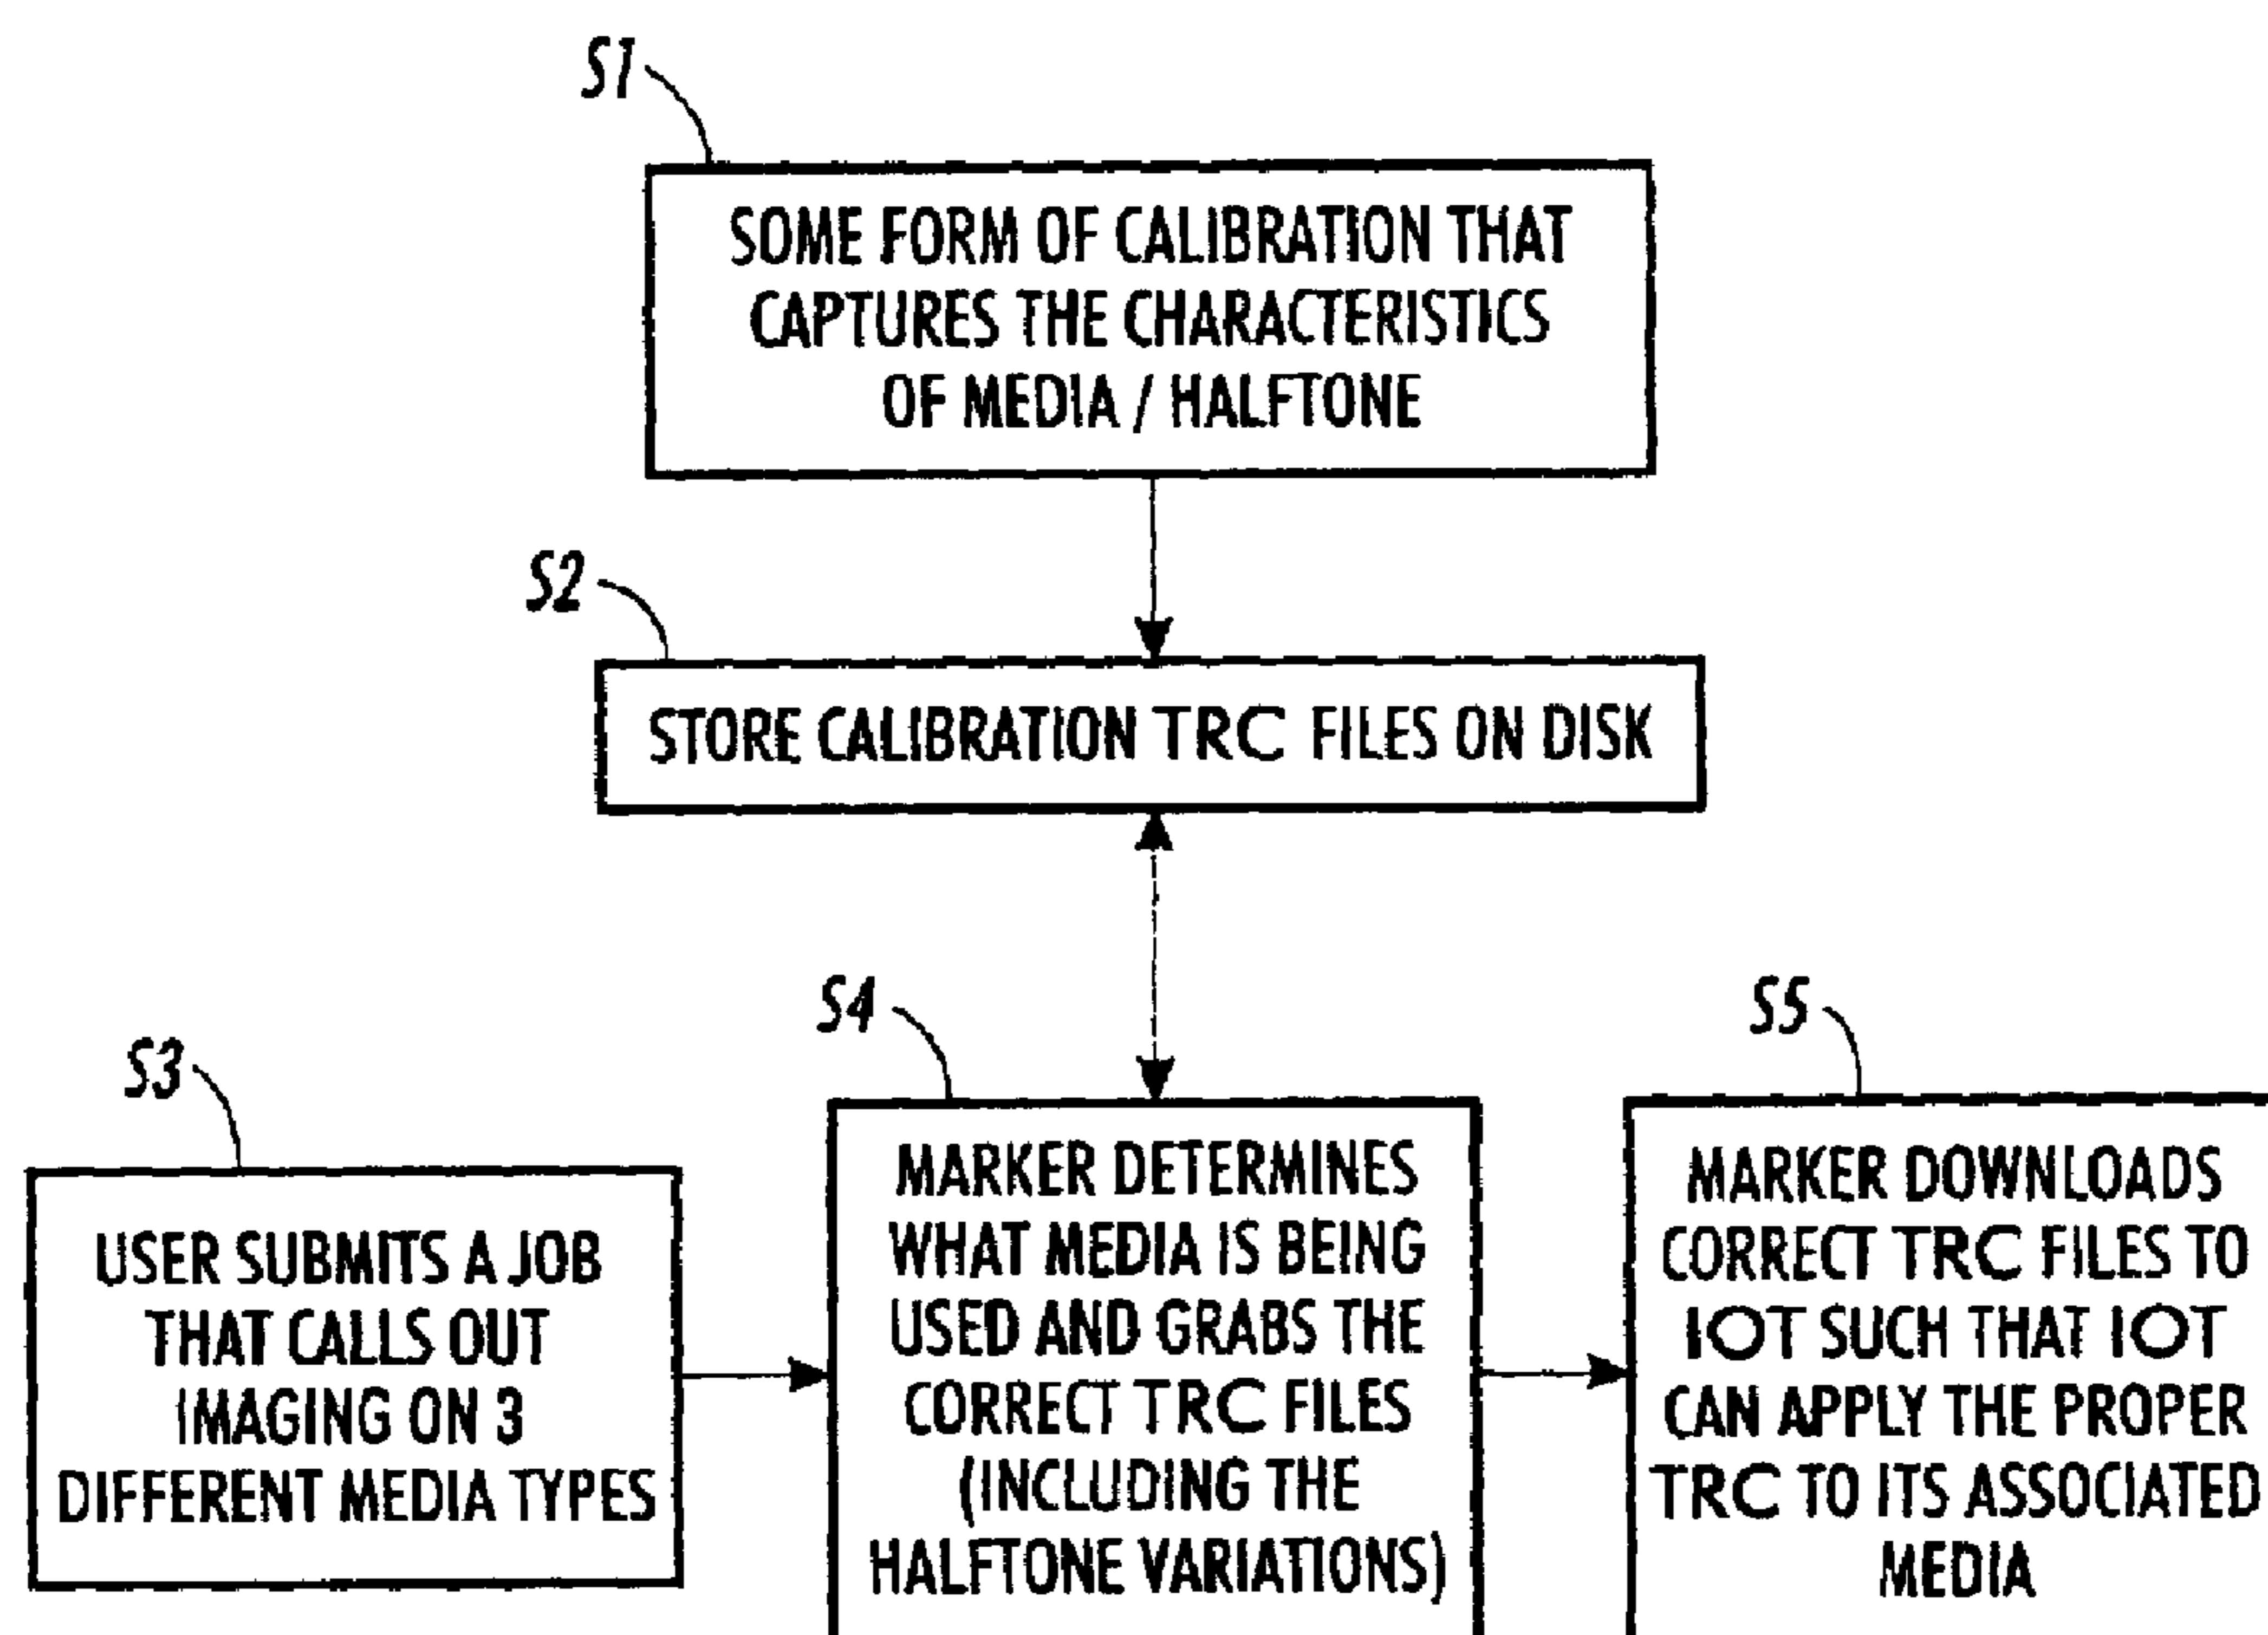 S1
SOME FORM OF CALIBRATION THAT
CAPTURES THE CHARACTERISTICS
OF MEDIA / HALFTONE
S2
STORE CALIBRATION TRC FILES ON DISK
S3
USER SUBMITS A JOB
THAT CALLS OUT
IMAGING ON 3
DIFFERENT MEDIA TYPES
S4
MARKER DETERMINES
WHAT MEDIA IS BEING
USED AND GRABS THE
CORRECT TRC FILES
(INCLUDING THE
HALFTONE VARIATIONS)
S5
MARKER DOWNLOADS
CORRECT TRC FILES TO
IOT SUCH THAT IOT
CAN APPLY THE PROPER
TRC TO ITS ASSOCIATED
MEDIA